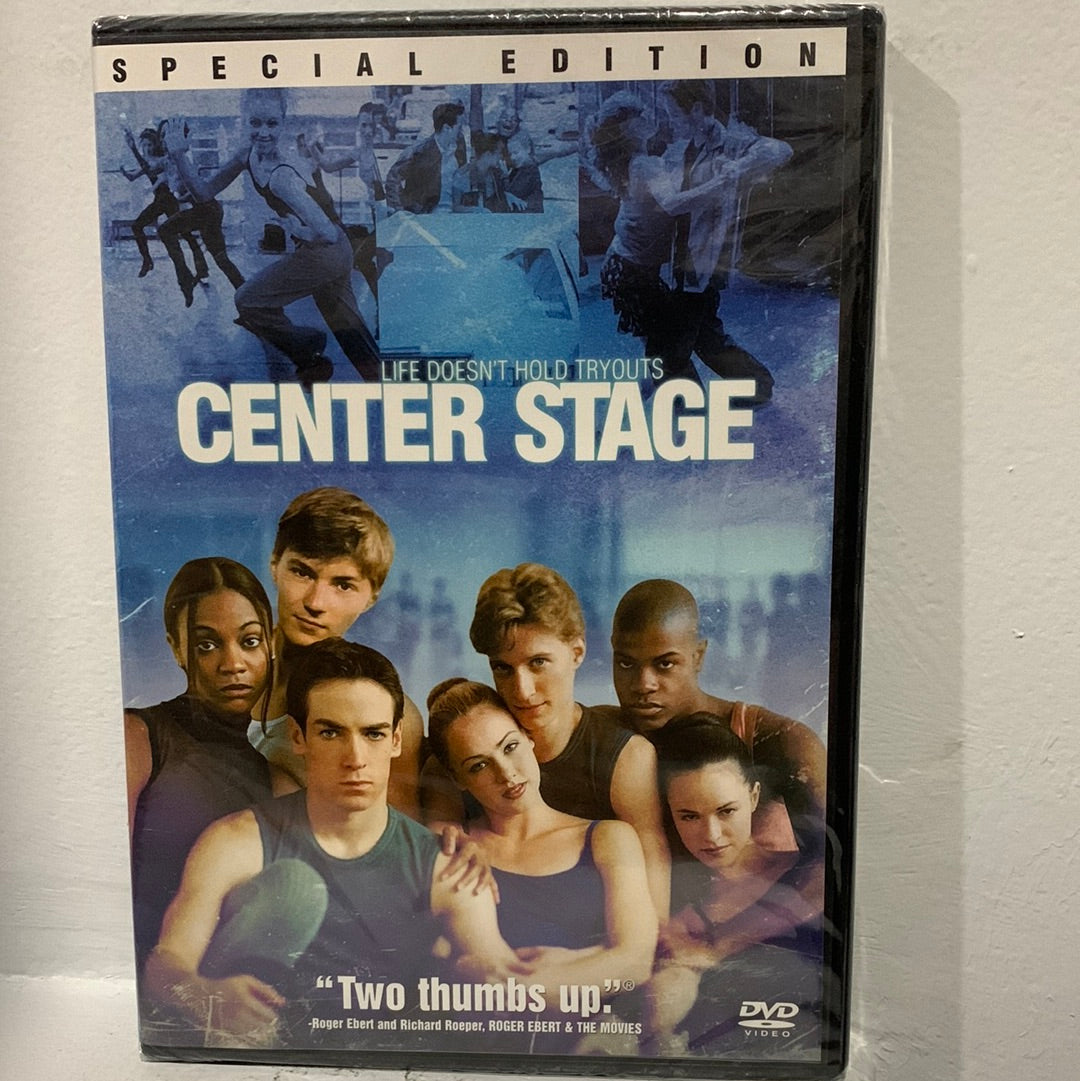 SPECIAL EDITION
LIFE DOESN'T HOLD TRYOUTS
CENTER STAGE
“Two thumbs up.”®
-Roger Ebert and Richard Roeper, ROGER EBERT & THE MOVIES
DVD
VIDEO